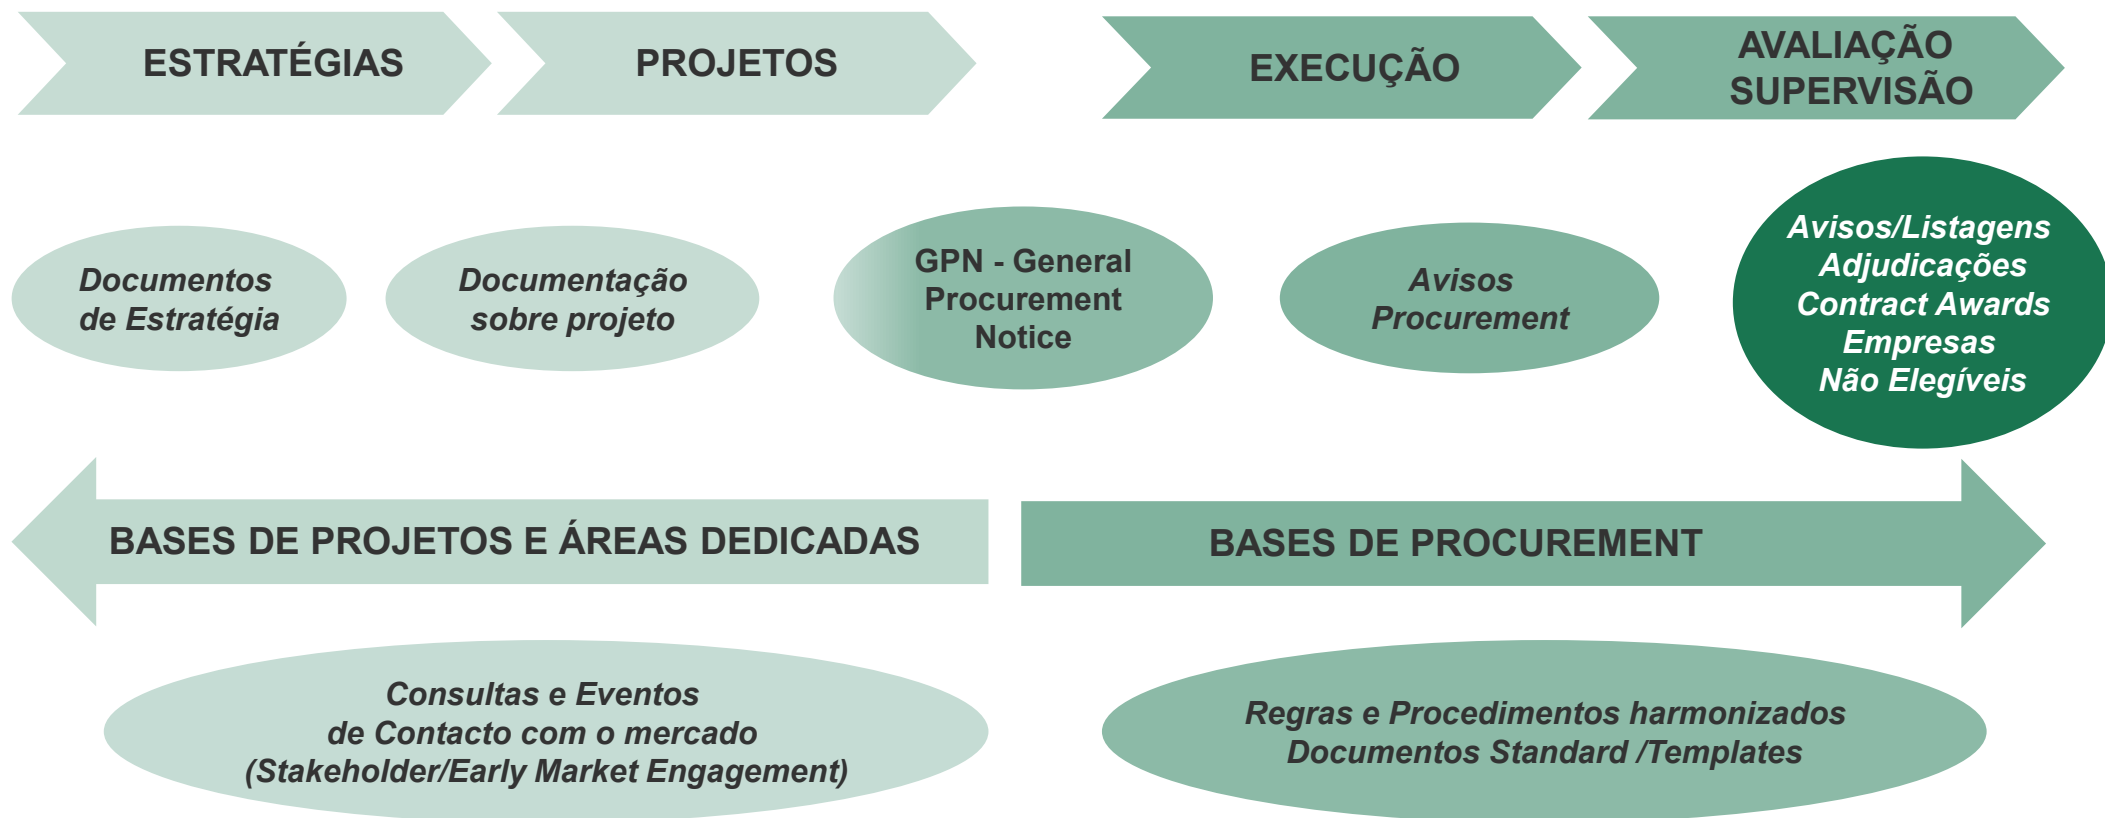 ESTRATÉGIAS
PROJETOS
EXECUÇÃO
AVALIAÇÃO
SUPERVISÃO
Documentos
de Estratégia
Documentação
sobre projeto
GPN - General
Procurement
Notice
Avisos
Procurement
Avisos/Listagens
Adjudicações
Contract Awards
Empresas
Não Elegíveis
BASES DE PROJETOS E ÁREAS DEDICADAS
BASES DE PROCUREMENT
Consultas e Eventos
de Contacto com o mercado
(Stakeholder/Early Market Engagement)
Regras e Procedimentos harmonizados
Documentos Standard /Templates